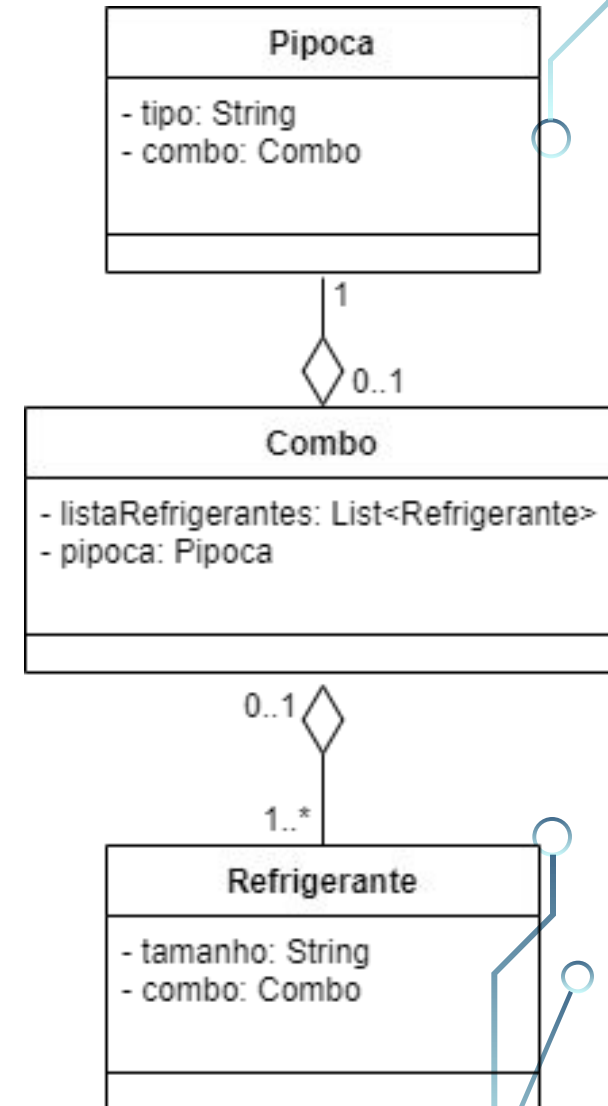 Pipoca
- tipo: String
- combo: Combo
1
0..1
Combo
- listaRefrigerantes: List<Refrigerante>
- pipoca: Pipoca
0..1
1..*
Refrigerante
- tamanho: String
- combo: Combo